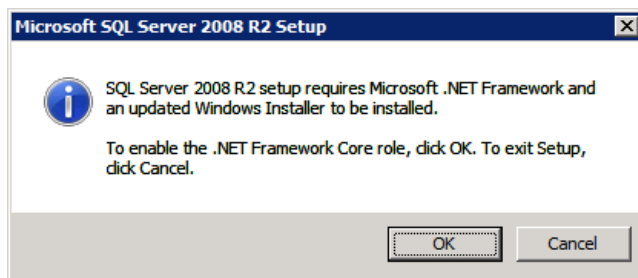 Microsoft SQL Server 2008 R2 Setup
SQL Server 2008 R2 setup requires Microsoft .NET Framework and
an updated Windows Installer to be installed.
To enable the .NET Framework Core role, click OK. To exit Setup,
click Cancel.
OK
Cancel